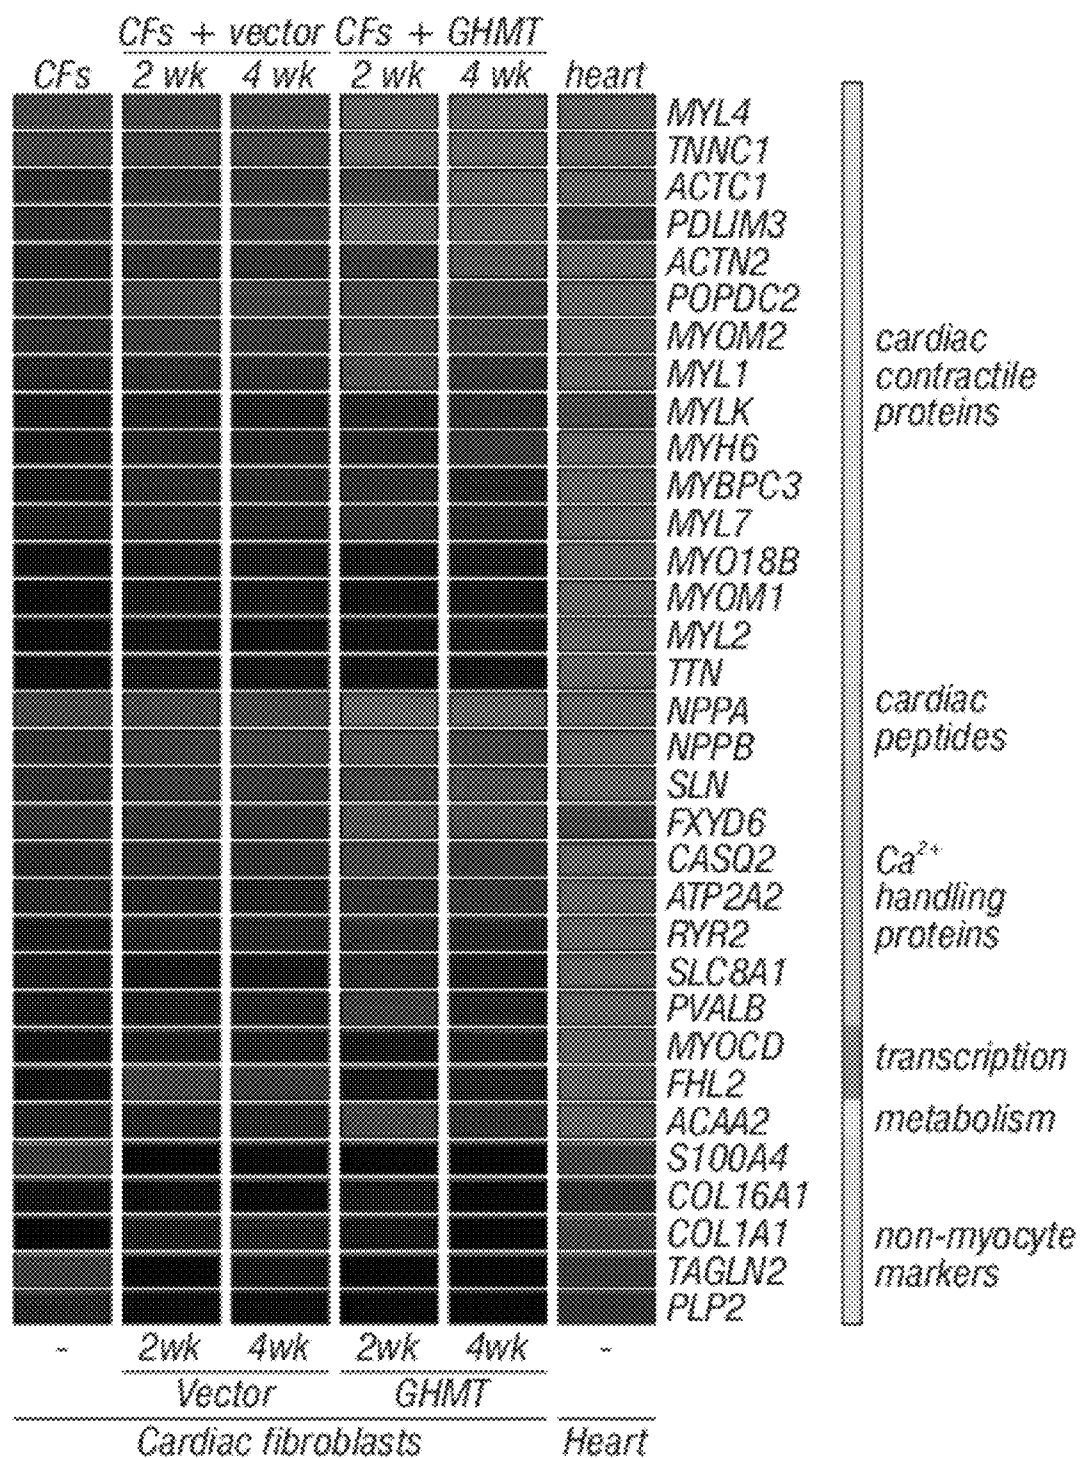 CFs + vector CFs + GHMT
CFs 2 wk 4 wk 2 wk 4 wk heart
MYL4
TNNC1
ACTC1
PDLIM3
ACTN2
POPDC2
MYOM2
MYL1
MYLK
MYH6
MYBPC3
MYL7
MYO18B
MYOM1
MYL2
TTN
NPPA
NPPB
SLN
FXYD6
CASQ2
ATP2A2
RYR2
SLC8A1
PVALB
MYOCD
FHL2
ACAA2
S100A4
COL16A1
COL1A1
TAGLN2
PLP2
cardiac
contractile
proteins
cardiac
peptides
Ca²⁺
handling
proteins
transcription
metabolism
non-myocyte
markers
- 2wk 4wk 2wk 4wk -
Vector GHMT
Cardiac fibroblasts Heart